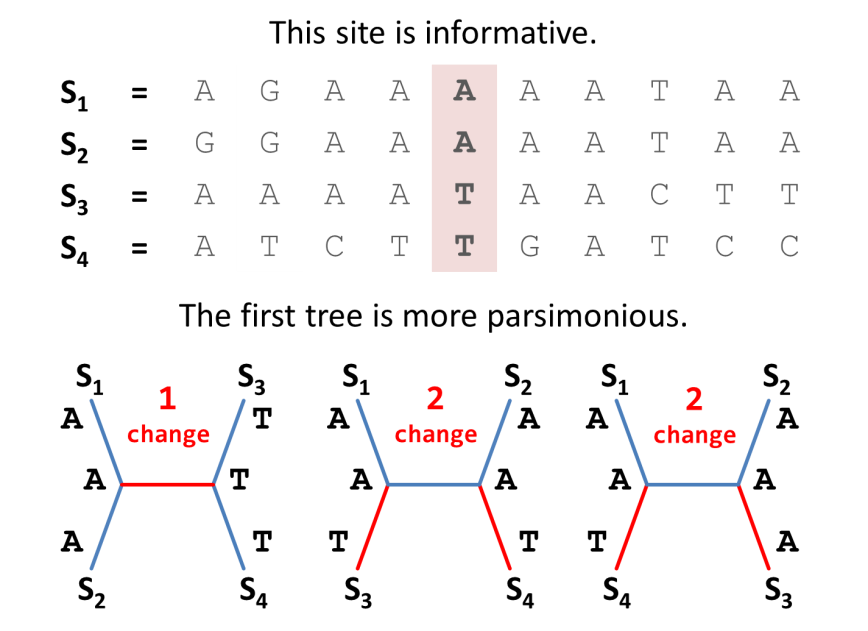 This site is informative.
S1 = A G A A A A A T A A
S2 = G G A A A A A T A A
S3 = A A A A T A A C T T
S4 = A T C T T G A T C C
The first tree is more parsimonious.
S1 S3 S1 S2 S1 S2
1 2 2
A T A A A A
change change change
A T A A A A
A T T T T A
S2 S4 S3 S4 S4 S3